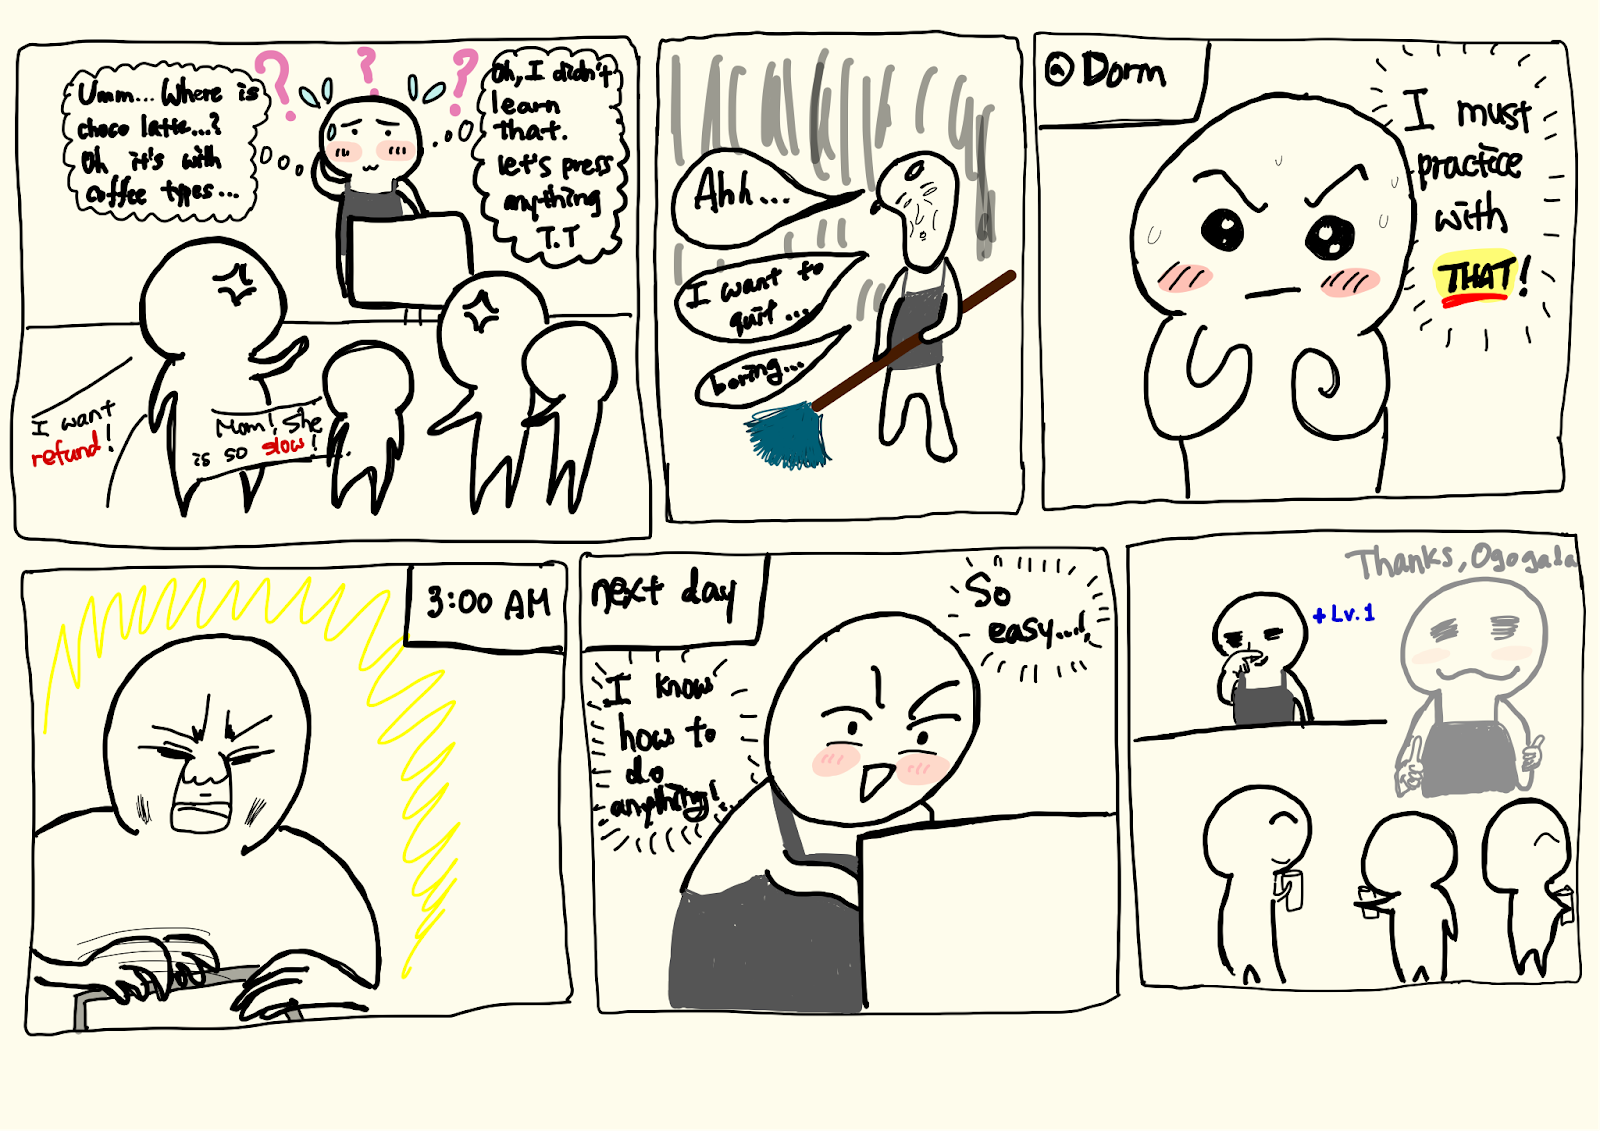 Umm... Where is
choco latte...?
Oh it's with
coffee types...
? ? ?
Oh, I didn't
learn
that.
let's press
anything
T.T
I want
refund!
Mom! She
is so slow!
Ahh...
I want to
quit...
boring...
@ Dorm
I must
practice
with
THAT!
3:00 AM
next day
I know
how to
do
anything!
So
easy...!
+Lv.1
Thanks, Ogogada